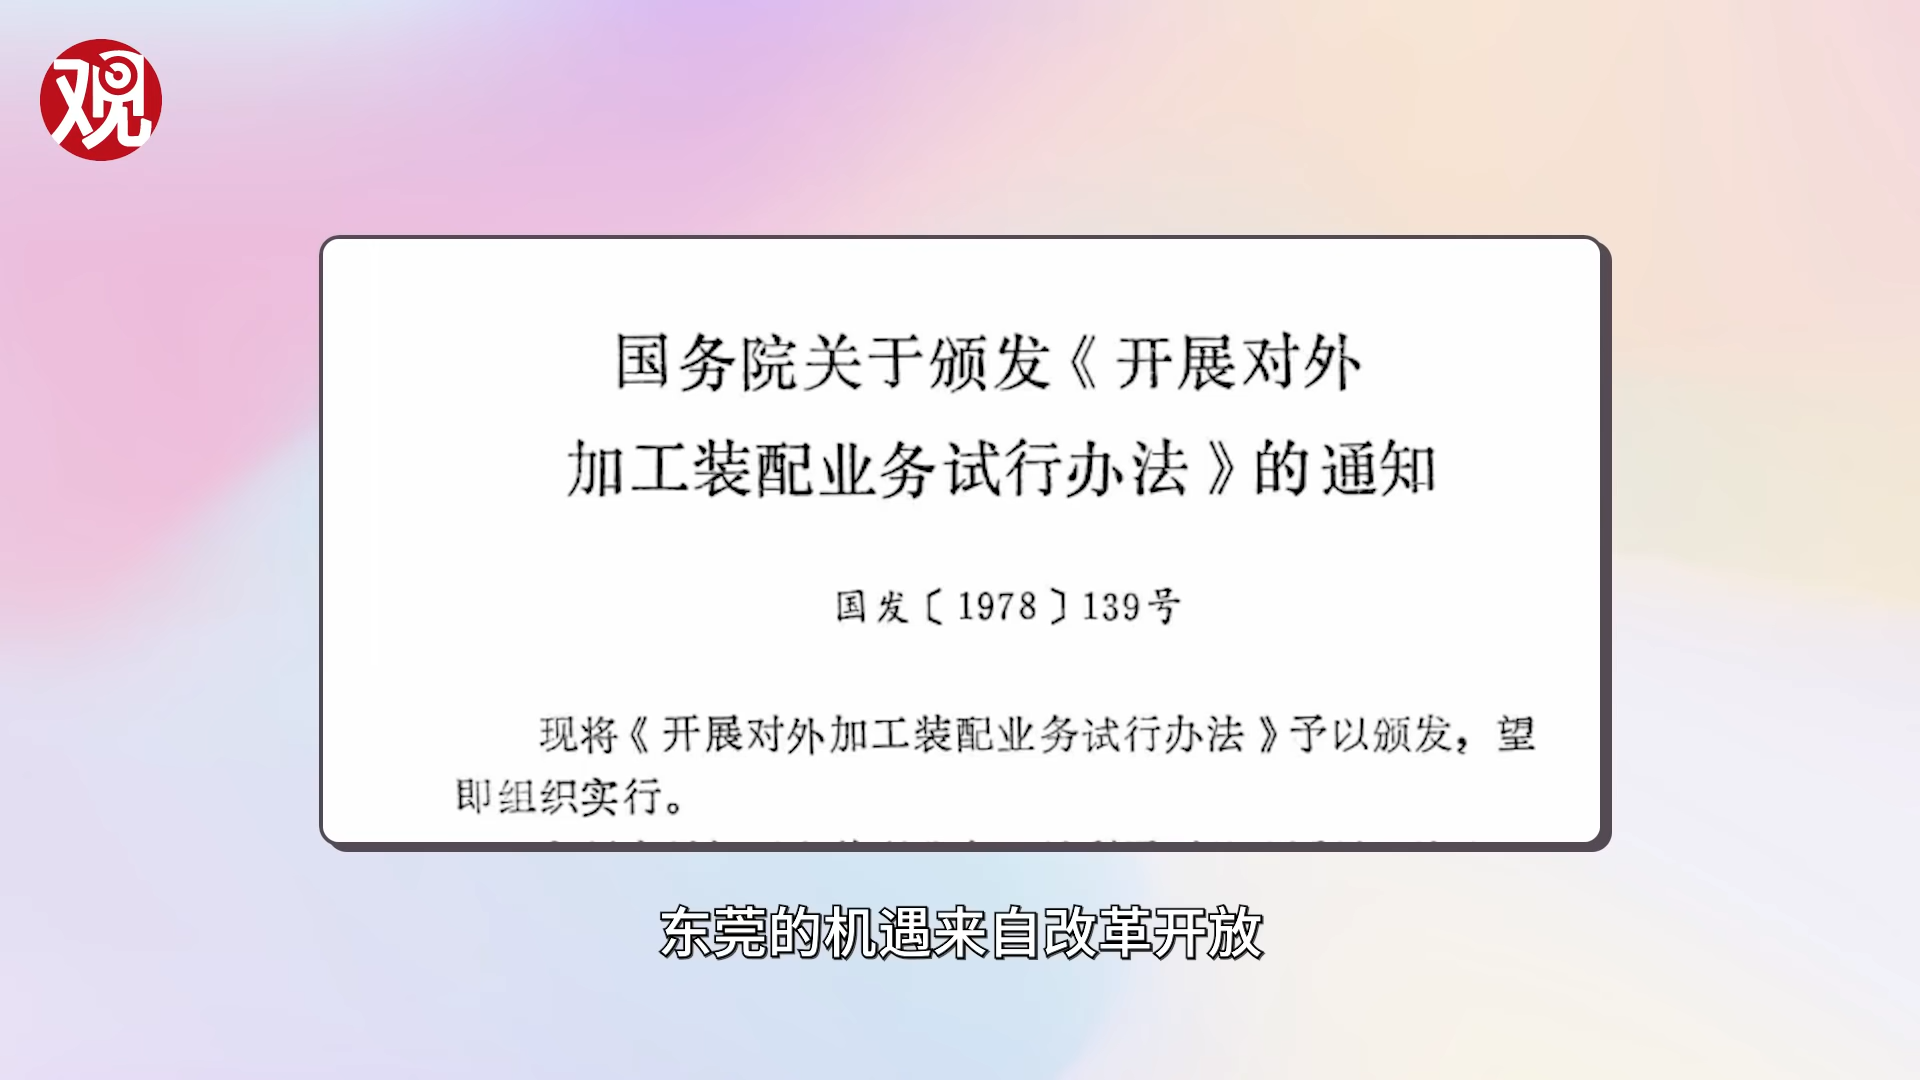 观
国务院关于颁发《开展对外
加工装配业务试行办法》的通知
国发〔1978〕139号
现将《开展对外加工装配业务试行办法》予以颁发，望
即组织实行。
东莞的机遇来自改革开放